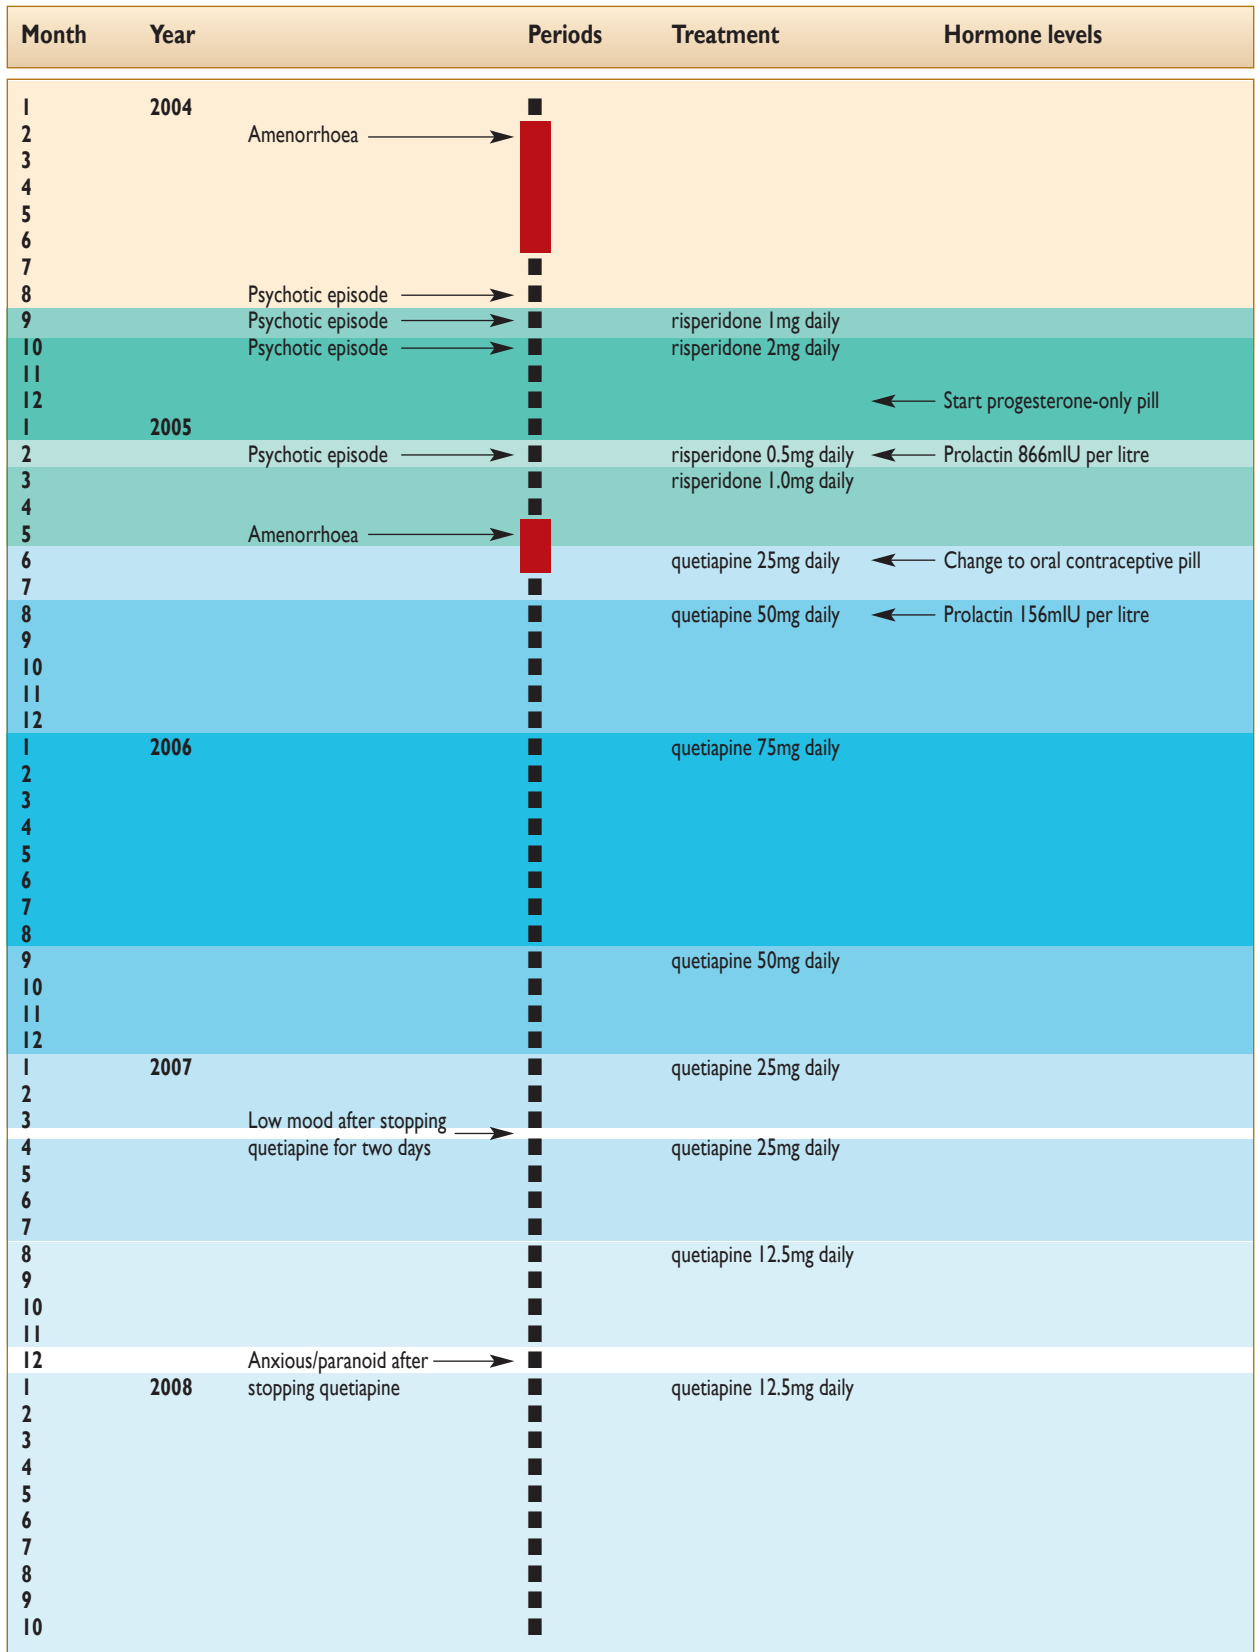 Month Year Periods Treatment Hormone levels
1 2004
2 Amenorrhoea
3
4
5
6
7
8 Psychotic episode
9 Psychotic episode risperidone 1mg daily
10 Psychotic episode risperidone 2mg daily
11
12 Start progesterone-only pill
1 2005
2 Psychotic episode risperidone 0.5mg daily Prolactin 866mIU per litre
3 risperidone 1.0mg daily
4
5 Amenorrhoea
6 quetiapine 25mg daily Change to oral contraceptive pill
7
8 quetiapine 50mg daily Prolactin 156mIU per litre
9
10
11
12
1 2006 quetiapine 75mg daily
2
3
4
5
6
7
8
9 quetiapine 50mg daily
10
11
12
1 2007 quetiapine 25mg daily
2
3 Low mood after stopping
4 quetiapine for two days quetiapine 25mg daily
5
6
7
8 quetiapine 12.5mg daily
9
10
11
12 Anxious/paranoid after
1 2008 stopping quetiapine quetiapine 12.5mg daily
2
3
4
5
6
7
8
9
10